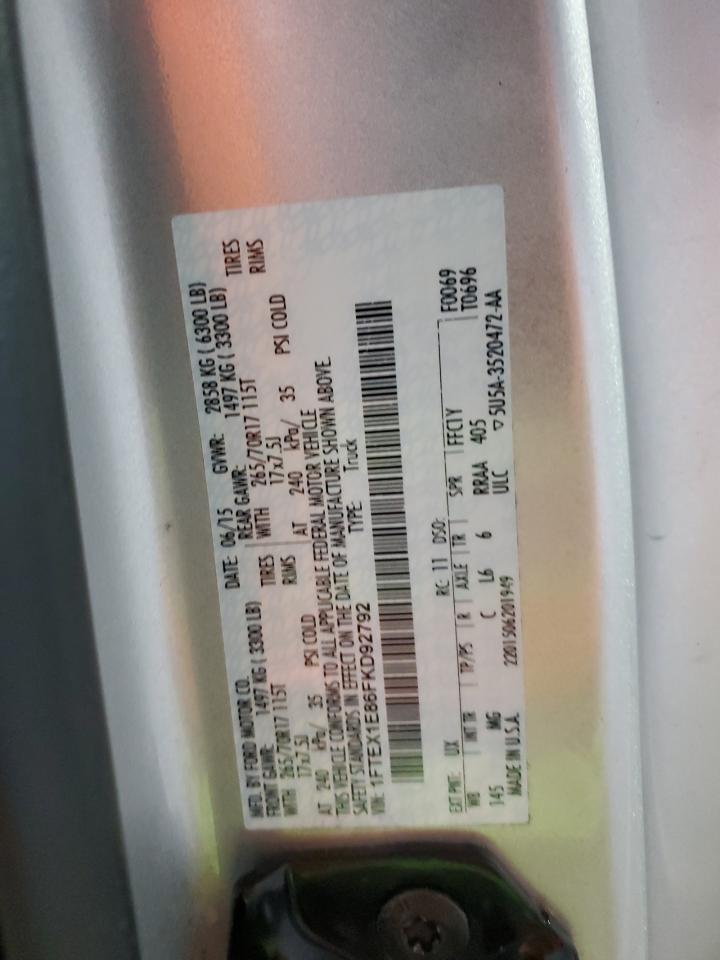 MFD. BY FORD MOTOR CO.
DATE: 06/15 GVWR: 2858 KG ( 6300 LB)
FRONT GAWR: 1497 KG ( 3300 LB) REAR GAWR: 1497 KG ( 3300 LB)
WITH 265/70R17 115T TIRES WITH 265/70R17 115T TIRES
17x7.5J RIMS 17x7.5J RIMS
AT 240 kPa/ 35 PSI COLD AT 240 kPa/ 35 PSI COLD
THIS VEHICLE CONFORMS TO ALL APPLICABLE FEDERAL MOTOR VEHICLE
SAFETY STANDARDS IN EFFECT ON THE DATE OF MANUFACTURE SHOWN ABOVE.
VIN: 1FTEX1E86FKD92792 TYPE: Truck
EXT PNT: UX RC: 11 DSO: F0069
WB INT TR TP/PS R AXLE TR SPR FFC1Y T0696
145 MG C L6 6 RRAA 405
MADE IN U.S.A. 22015062019​49 ULC ▽5U5A-3520472-AA